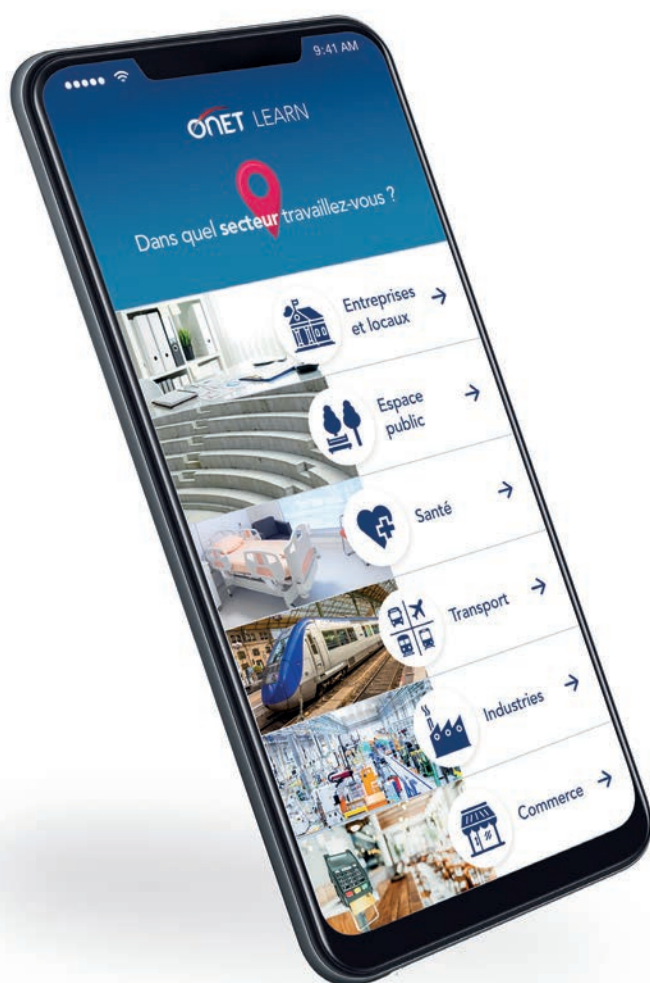 9:41 AM
ONET LEARN
Dans quel secteur travaillez-vous ?
Entreprises
et locaux
Espace
public
Santé
Transport
Industries
Commerce